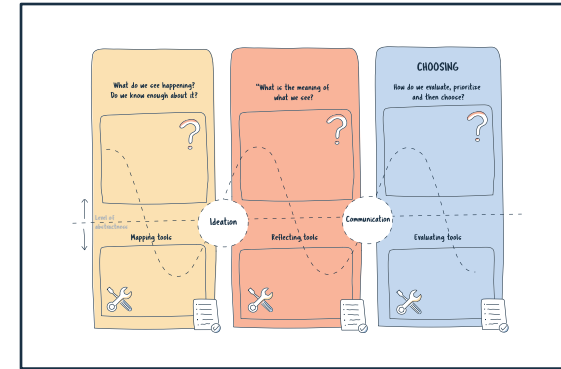 What do we see happening?
Do we know enough about it?
"What is the meaning of
what we see?
CHOOSING
How do we evaluate, prioritise
and then choose?
Level of
abstractness
Ideation
Communication
Mapping tools
Reflecting tools
Evaluating tools